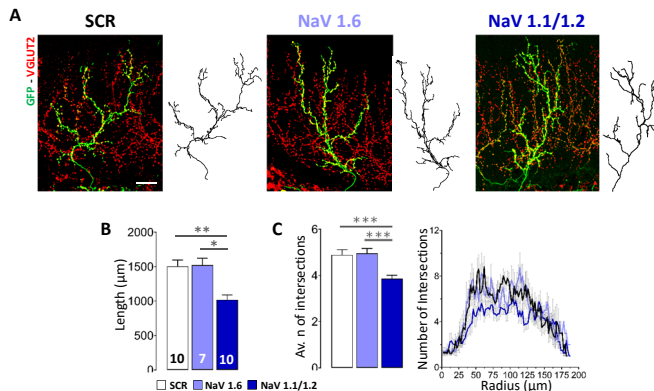 A
SCR
NaV 1.6
NaV 1.1/1.2
GFP - VGLUT2
B
Length (µm)
2000
1500
1000
500
0
**
*
10
7
10
C
Av. n of intersections
6
4
2
0
***
***
Number of Intersections
12
8
4
0
0 25 50 75 100 125 150 175 200
Radius (µm)
SCR NaV 1.6 NaV 1.1/1.2